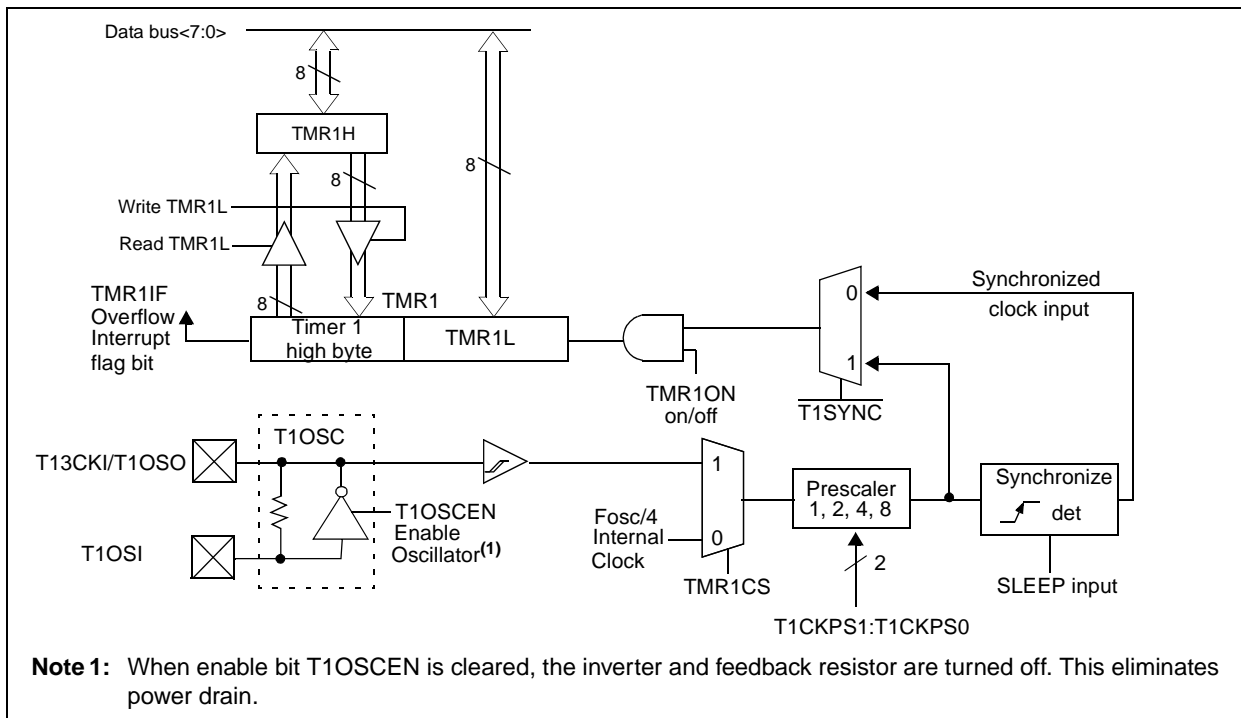 Data bus<7:0>
8
TMR1H
8
8
Write TMR1L
Read TMR1L
8
TMR1
TMR1IF
Overflow
Interrupt
flag bit
Timer 1
high byte
TMR1L
TMR1ON
on/off
0
1
T1SYNC
Synchronized
clock input
T1OSC
T13CKI/T1OSO
T1OSI
T1OSCEN
Enable
Oscillator(1)
Fosc/4
Internal
Clock
1
0
TMR1CS
Prescaler
1, 2, 4, 8
2
T1CKPS1:T1CKPS0
Synchronize
det
SLEEP input
Note 1: When enable bit T1OSCEN is cleared, the inverter and feedback resistor are turned off. This eliminates
power drain.